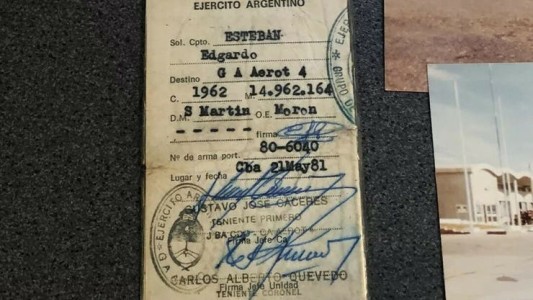 EJERCITO ARGENTINO
Sol. Cpto. ESTEBAN
Edgardo
Destino G A Aerot 4
C. 1962 M. 14.962.164
D.M. S Martin O.E. Moron
- - - - - - firma
Nº de arma port. 80-6040
Lugar y fecha Cba 21May81
GUSTAVO JOSE CACERES
TENIENTE PRIMERO
Firma Jefe Ca
CARLOS ALBERTO QUEVEDO
Firma Jefe Unidad
TENIENTE CORONEL